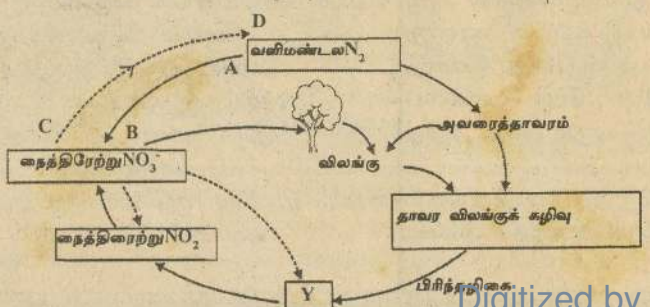 D
வளிமண்டலN₂
A
C
B
அவரைத்தாவரம்
நைத்திரேற்றுNO₃⁻
விலங்கு
தாவர விலங்குக் கழிவு
நைத்திரைற்றுNO₂
பிரிந்தழிகை
Y
Digitized by